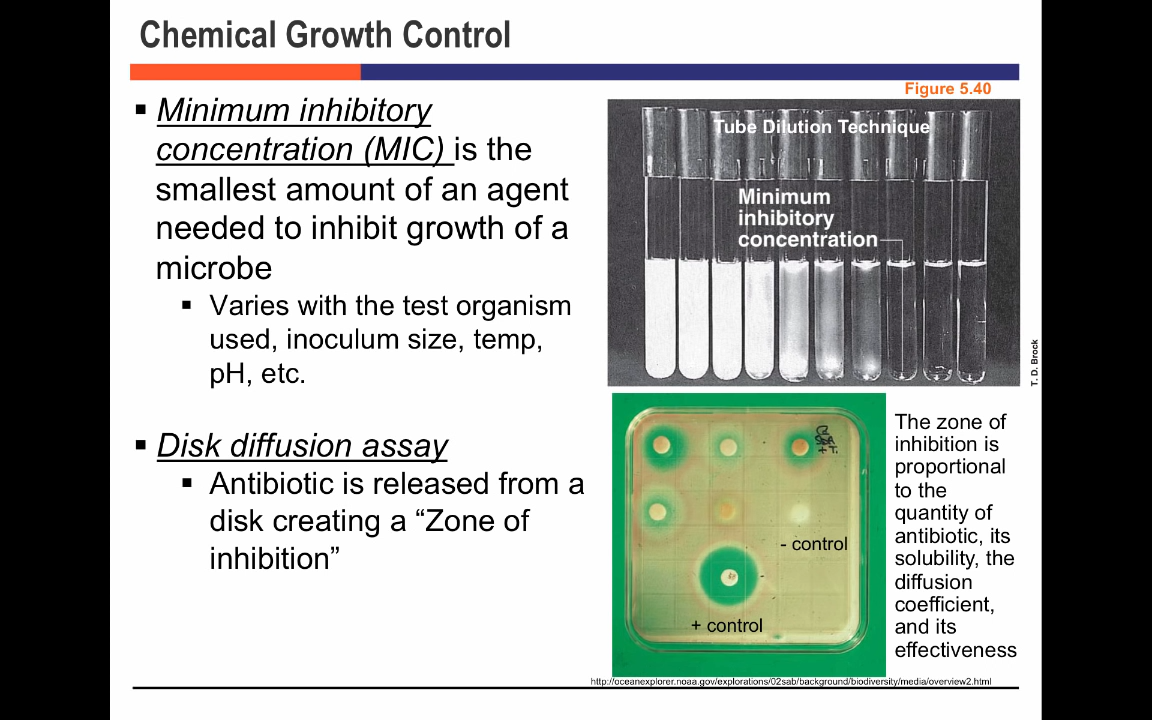 Chemical Growth Control
▪ Minimum inhibitory
concentration (MIC) is the
smallest amount of an agent
needed to inhibit growth of a
microbe
▪ Varies with the test organism
used, inoculum size, temp,
pH, etc.
▪ Disk diffusion assay
▪ Antibiotic is released from a
disk creating a “Zone of
inhibition”
Figure 5.40
Tube Dilution Technique
Minimum
inhibitory
concentration
T. D. Brock
- control
+ control
The zone of
inhibition is
proportional
to the
quantity of
antibiotic, its
solubility, the
diffusion
coefficient,
and its
effectiveness
http://oceanexplorer.noaa.gov/explorations/02sab/background/biodiversity/media/overview2.html